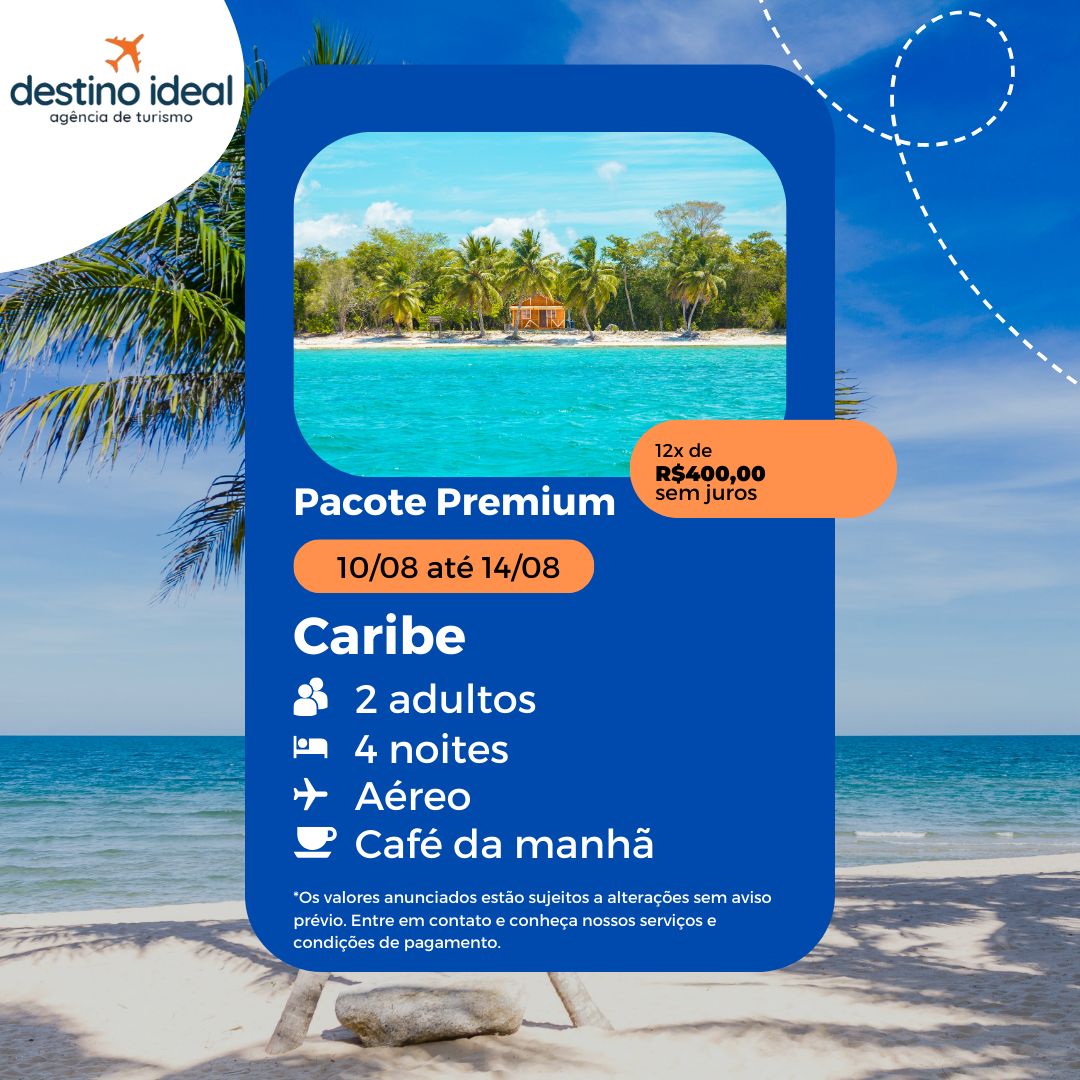 destino ideal
agência de turismo
12x de
R$400,00
sem juros
Pacote Premium
10/08 até 14/08
Caribe
2 adultos
4 noites
Aéreo
Café da manhã
*Os valores anunciados estão sujeitos a alterações sem aviso
prévio. Entre em contato e conheça nossos serviços e
condições de pagamento.